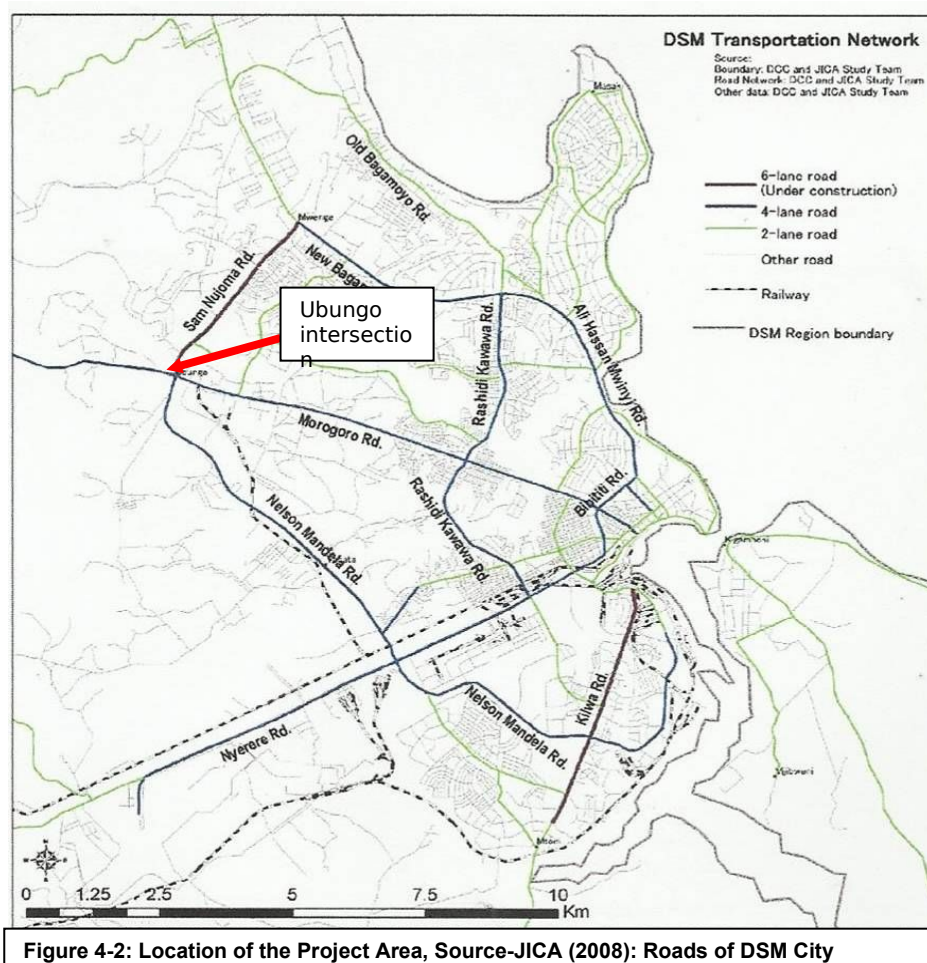 DSM Transportation Network
Source:
Boundary: DCC and JICA Study Team
Road Network: DCC and JICA Study Team
Other data: DCC and JICA Study Team
6-lane road
(Under construction)
4-lane road
2-lane road
Other road
Railway
DSM Region boundary
Masaki
Old Bagamoyo Rd.
Mwenge
Sam Nujoma Rd.
New Bagam
Ubungo
intersectio
n
Rashidi Kawawa Rd.
Ali Hassan Mwinyi Rd.
Morogoro Rd.
Bibititi Rd.
Rashidi Kawawa Rd.
Nelson Mandela Rd.
Kigamboni
Kilwa Rd.
Nelson Mandela Rd.
Nyerere Rd.
0 1.25 2.5 5 7.5 10
Km
Figure 4-2: Location of the Project Area, Source-JICA (2008): Roads of DSM City